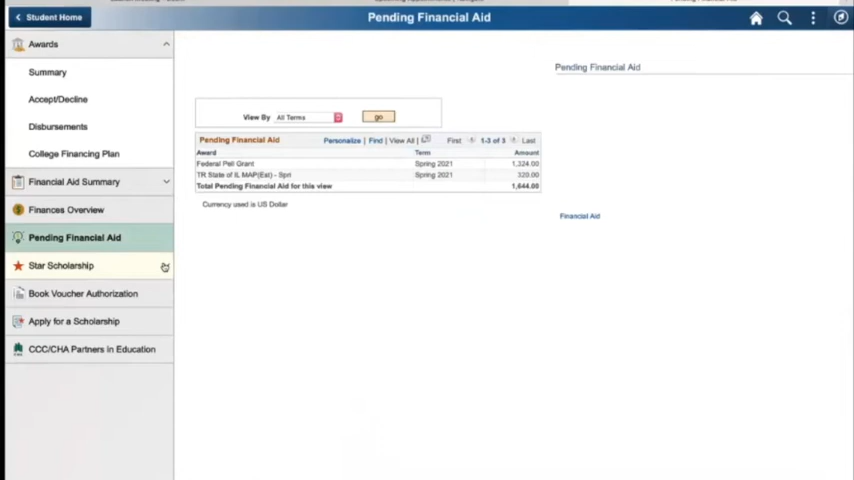 Student Home
Pending Financial Aid
Awards
Summary
Accept/Decline
Disbursements
College Financing Plan
Financial Aid Summary
Finances Overview
Pending Financial Aid
Star Scholarship
Book Voucher Authorization
Apply for a Scholarship
CCC/CHA Partners in Education
Pending Financial Aid
View By All Terms go
Pending Financial Aid Personalize | Find | View All | First 1-3 of 3 Last
Award Term Amount
Federal Pell Grant Spring 2021 1,324.00
TR State of IL MAP(Est) - Spri Spring 2021 320.00
Total Pending Financial Aid for this view 1,644.00
Currency used is US Dollar
Financial Aid